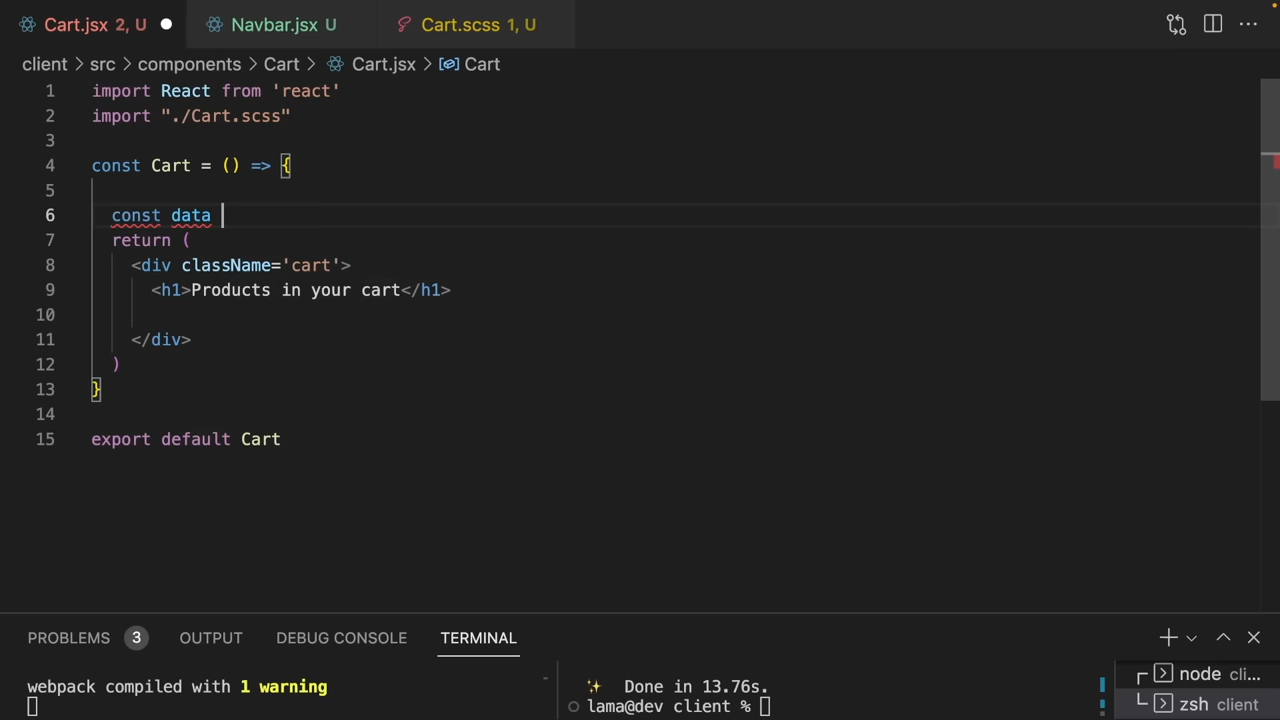 Cart.jsx 2, U
Navbar.jsx U
Cart.scss 1, U
client > src > components > Cart > Cart.jsx > Cart
1 import React from 'react'
2 import "./Cart.scss"
3
4 const Cart = () => {
5
6 const data
7 return (
8 <div className='cart'>
9 <h1>Products in your cart</h1>
10
11 </div>
12 )
13 }
14
15 export default Cart
PROBLEMS 3 OUTPUT DEBUG CONSOLE TERMINAL
webpack compiled with 1 warning
✨ Done in 13.76s.
lama@dev client %
node cli...
zsh client